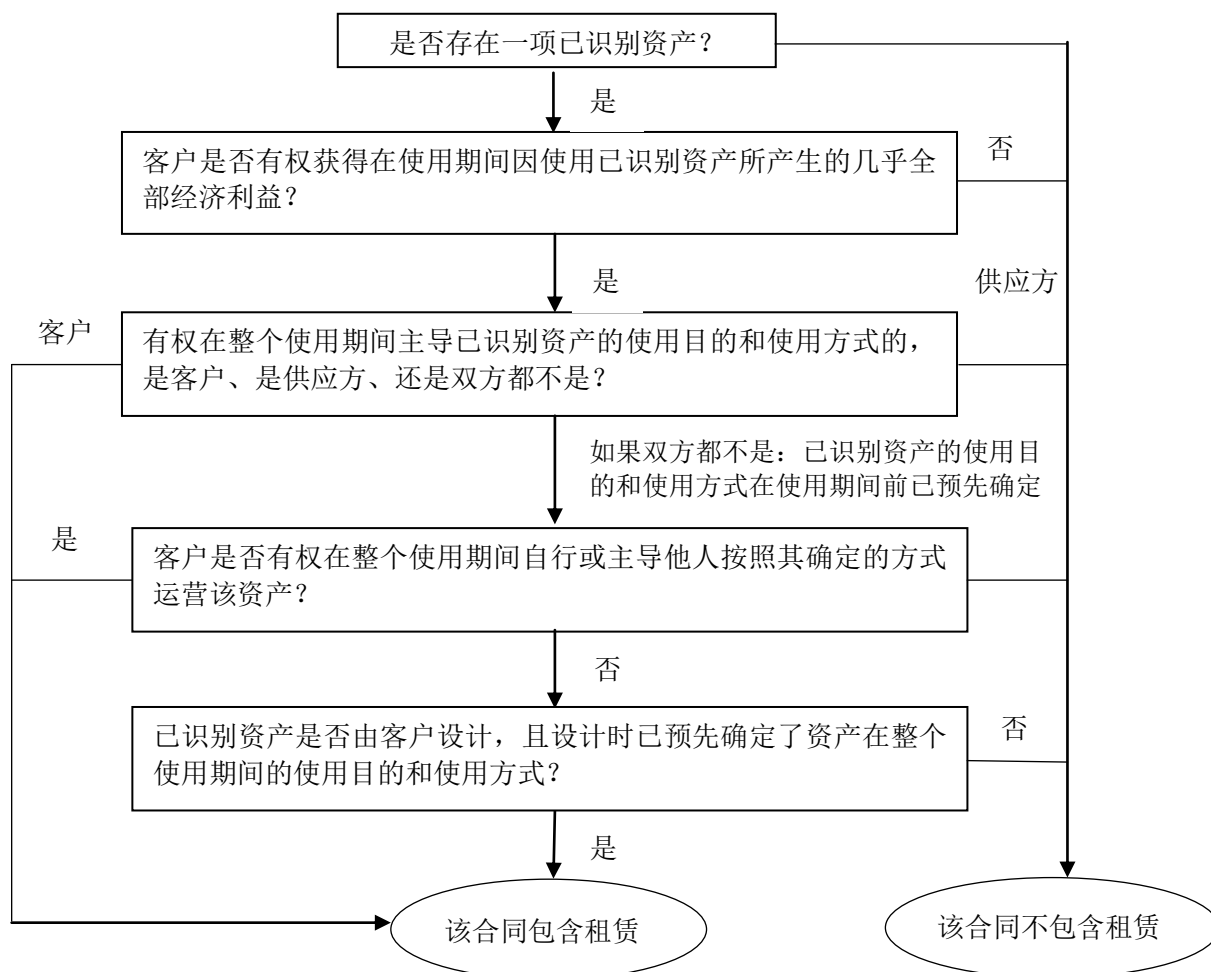 是否存在一项已识别资产？
是
客户是否有权获得在使用期间因使用已识别资产所产生的几乎全
部经济利益？
否
是
供应方
客户
有权在整个使用期间主导已识别资产的使用目的和使用方式的，
是客户、是供应方、还是双方都不是？
如果双方都不是：已识别资产的使用目
的和使用方式在使用期间前已预先确定
是
客户是否有权在整个使用期间自行或主导他人按照其确定的方式
运营该资产？
否
已识别资产是否由客户设计，且设计时已预先确定了资产在整个
使用期间的使用目的和使用方式？
否
是
该合同包含租赁
该合同不包含租赁